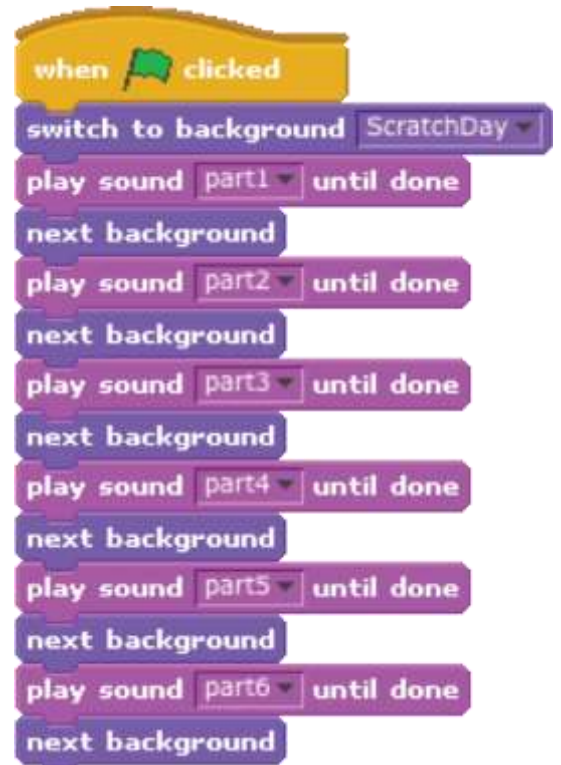 when clicked
switch to background ScratchDay
play sound part1 until done
next background
play sound part2 until done
next background
play sound part3 until done
next background
play sound part4 until done
next background
play sound part5 until done
next background
play sound part6 until done
next background